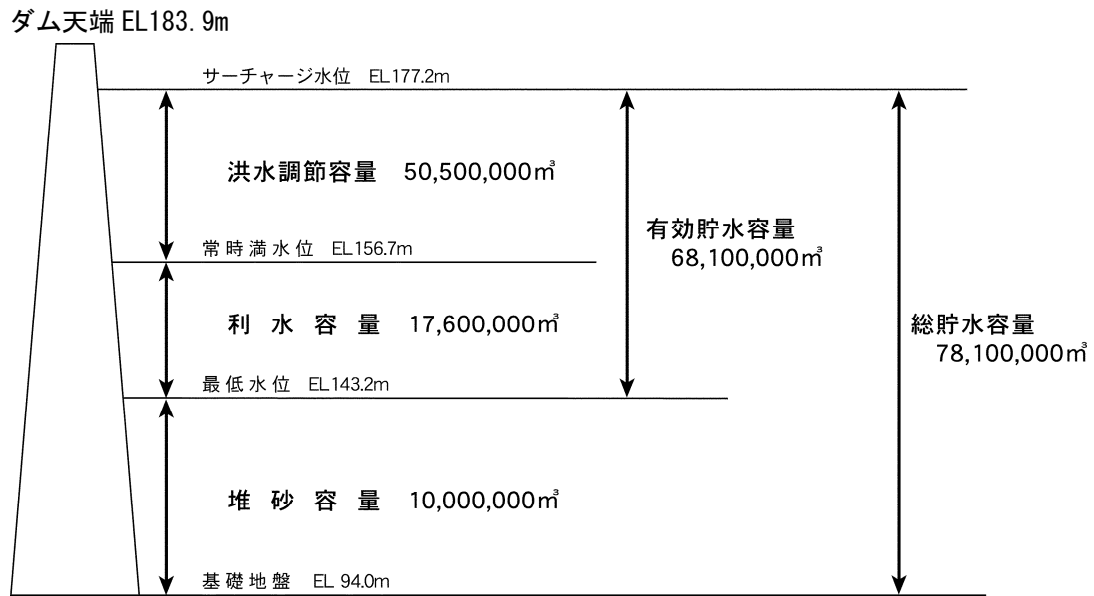 ダム天端 EL183.9m
サーチャージ水位 EL177.2m
洪水調節容量 50,500,000㎥
有効貯水容量
68,100,000㎥
常時満水位 EL156.7m
利水容量 17,600,000㎥
総貯水容量
78,100,000㎥
最低水位 EL143.2m
堆砂容量 10,000,000㎥
基礎地盤 EL 94.0m